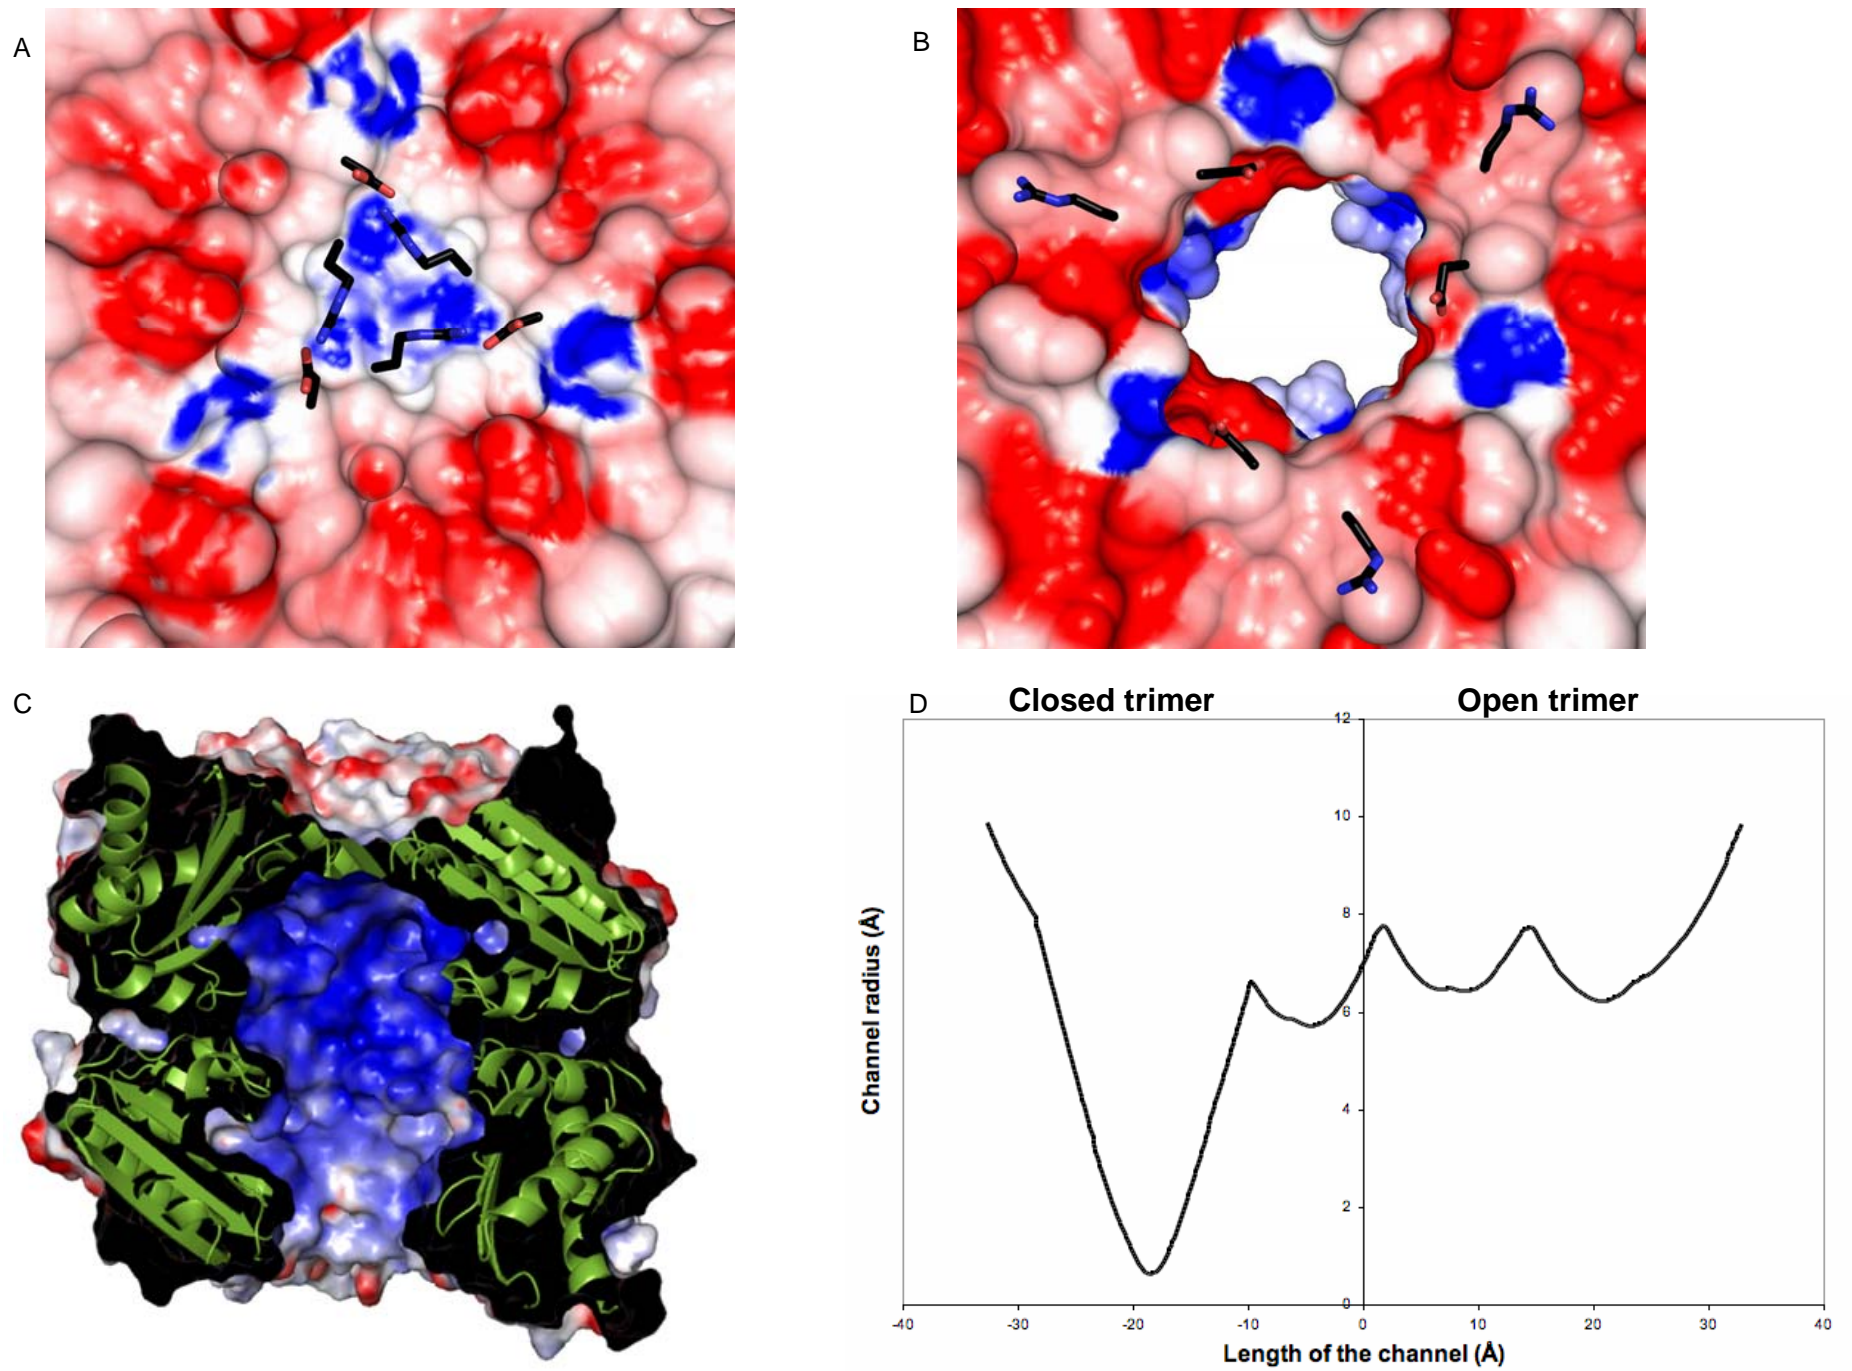 A
B
C
D
Closed trimer
Open trimer
12
10
8
6
4
2
0
Channel radius (Å)
-40 -30 -20 -10 0 10 20 30 40
Length of the channel (Å)